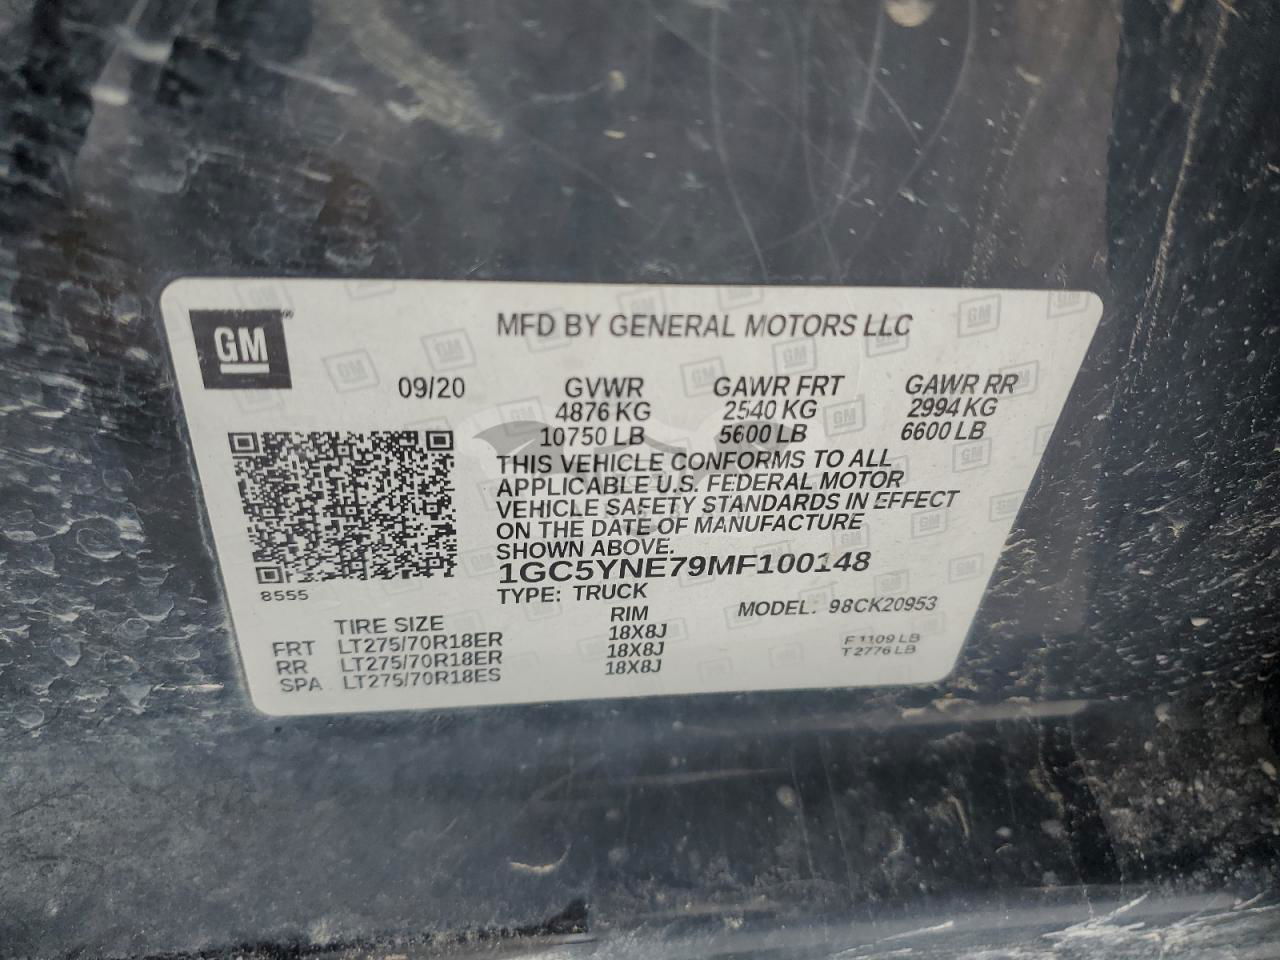 GM
MFD BY GENERAL MOTORS LLC
09/20 GVWR GAWR FRT GAWR RR
4876 KG 2540 KG 2994 KG
10750 LB 5600 LB 6600 LB
THIS VEHICLE CONFORMS TO ALL
APPLICABLE U.S. FEDERAL MOTOR
VEHICLE SAFETY STANDARDS IN EFFECT
ON THE DATE OF MANUFACTURE
SHOWN ABOVE.
1GC5YNE79MF100148
8555
TYPE: TRUCK MODEL: 98CK20953
TIRE SIZE RIM
FRT LT275/70R18ER 18X8J F 1109 LB
RR LT275/70R18ER 18X8J T 2776 LB
SPA LT275/70R18ES 18X8J